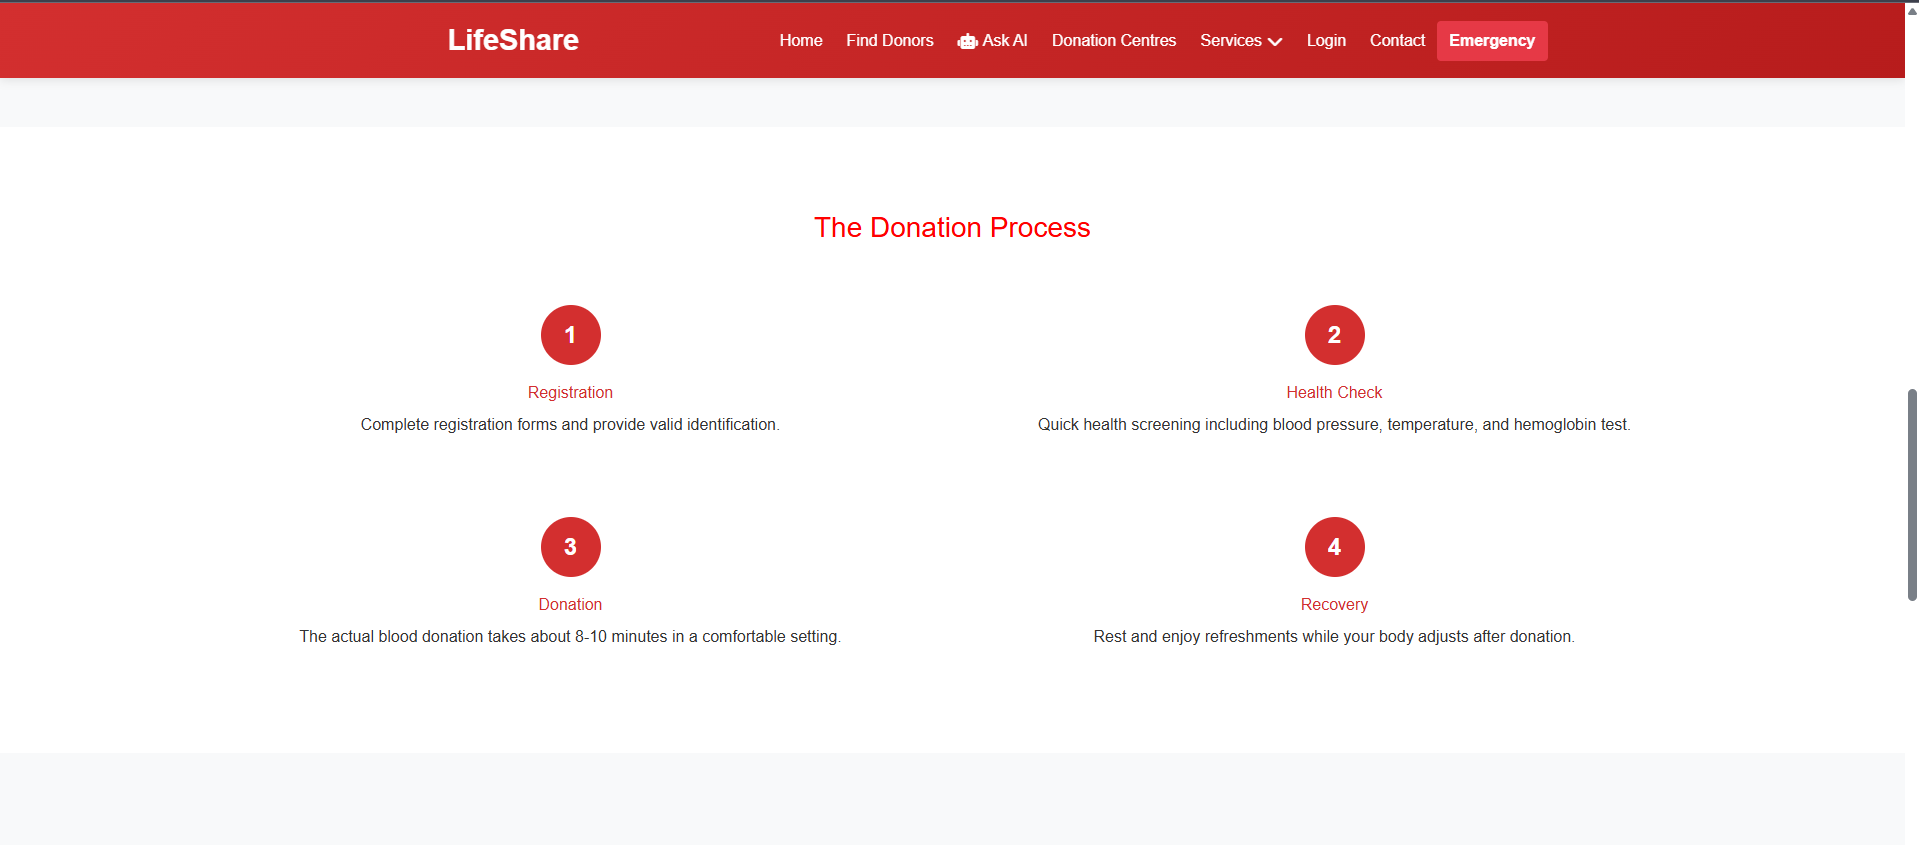 LifeShare
Home Find Donors Ask AI Donation Centres Services Login Contact Emergency
The Donation Process
1
Registration
Complete registration forms and provide valid identification.
2
Health Check
Quick health screening including blood pressure, temperature, and hemoglobin test.
3
Donation
The actual blood donation takes about 8-10 minutes in a comfortable setting.
4
Recovery
Rest and enjoy refreshments while your body adjusts after donation.